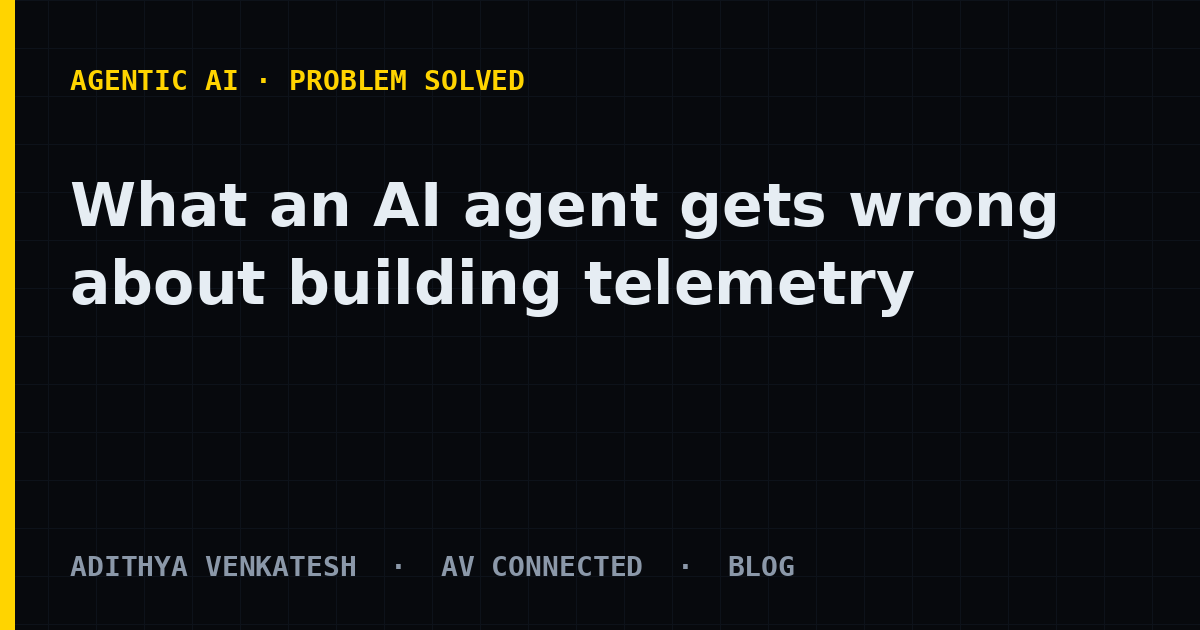 AGENTIC AI · PROBLEM SOLVED
What an AI agent gets wrong
about building telemetry
ADITHYA VENKATESH · AV CONNECTED · BLOG